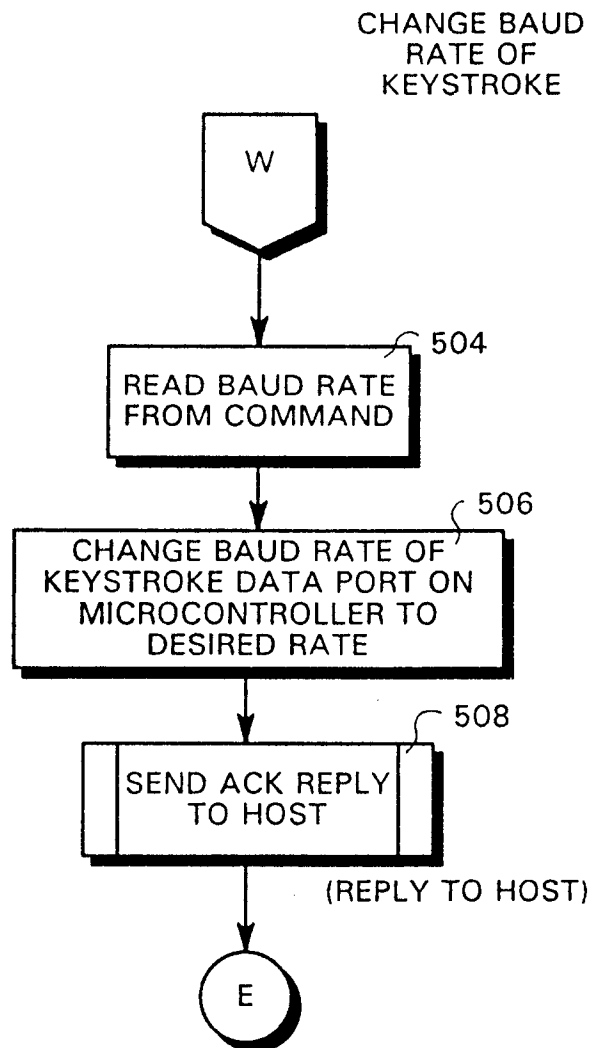 CHANGE BAUD
RATE OF
KEYSTROKE
W
504
READ BAUD RATE
FROM COMMAND
506
CHANGE BAUD RATE OF
KEYSTROKE DATA PORT ON
MICROCONTROLLER TO
DESIRED RATE
508
SEND ACK REPLY
TO HOST
(REPLY TO HOST)
E